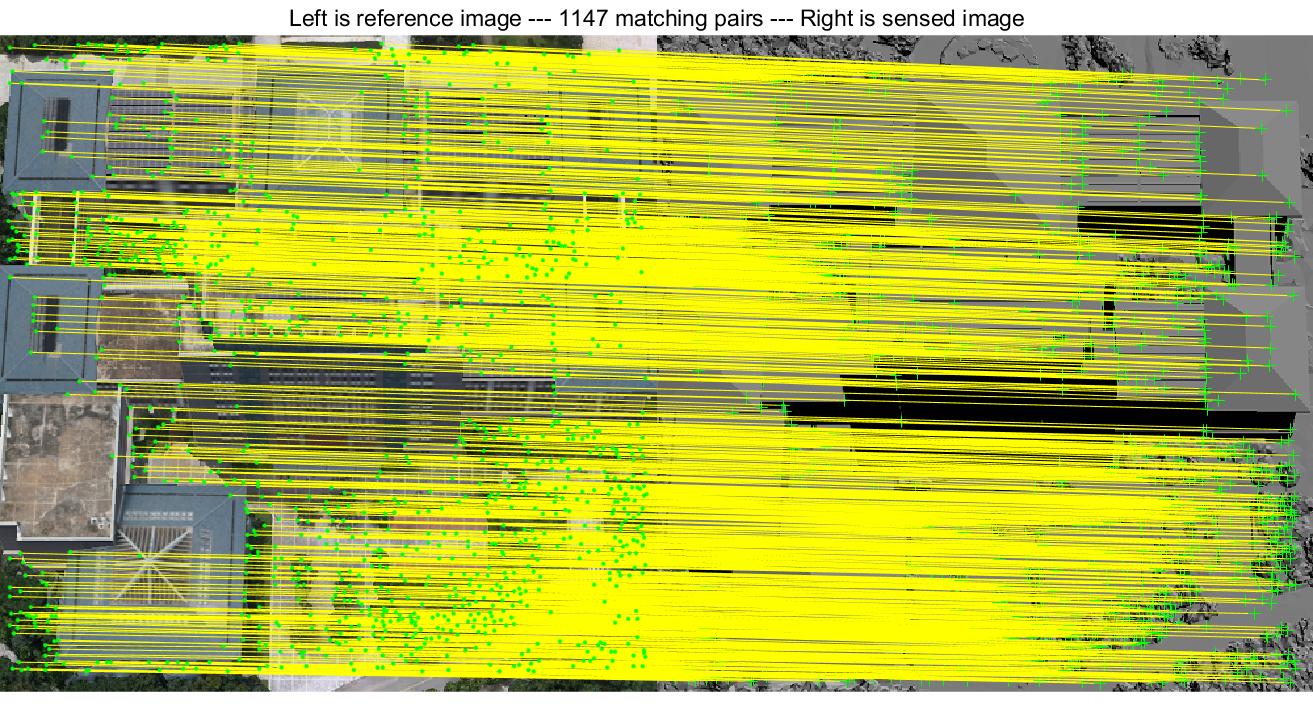 Left is reference image --- 1147 matching pairs --- Right is sensed image